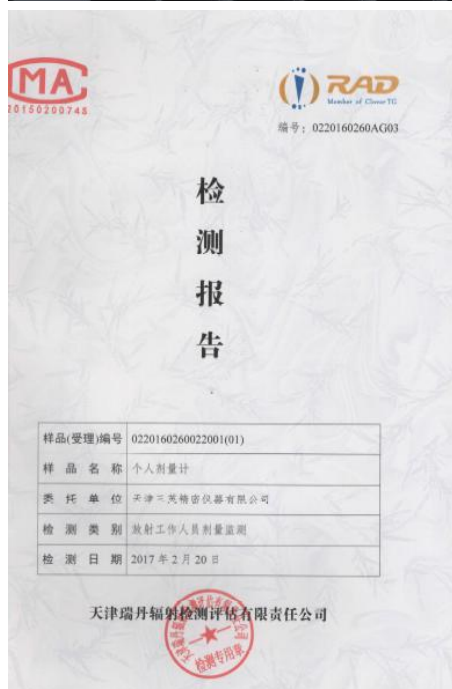 MA
20150200748
RAD
Member of Clover TG
编号：0220160260AG03
检
测
报
告
样品(受理)编号 0220160260022001(01)
样品名称 个人剂量计
委托单位 天津三英精密仪器有限公司
检测类别 放射工作人员剂量监测
检测日期 2017年2月20日
天津瑞丹辐射检测评估有限责任公司
检测专用章